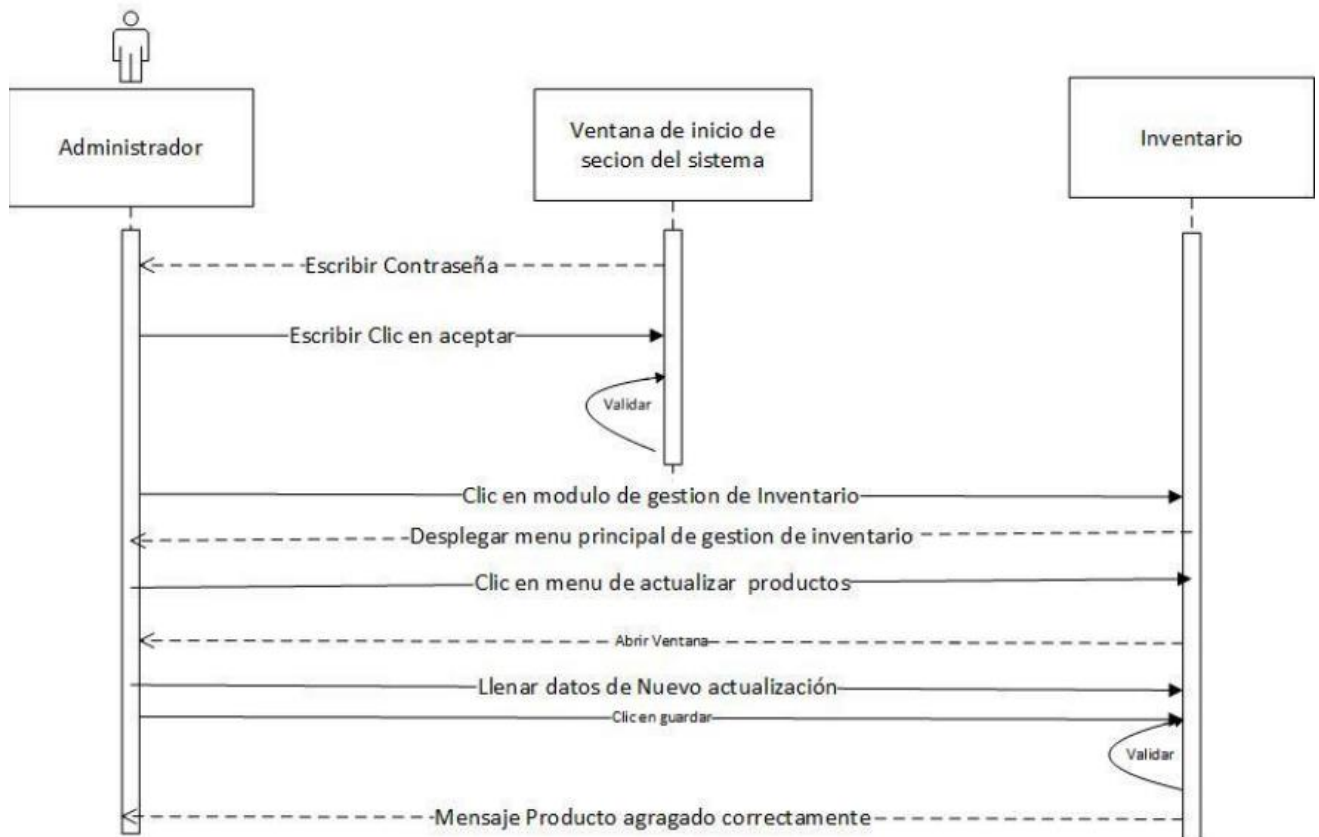 Administrador
Ventana de inicio de
secion del sistema
Inventario
Escribir Contraseña
Escribir Clic en aceptar
Validar
Clic en modulo de gestion de Inventario
Desplegar menu principal de gestion de inventario
Clic en menu de actualizar productos
Abrir Ventana
Llenar datos de Nuevo actualización
Clic en guardar
Validar
Mensaje Producto agragado correctamente